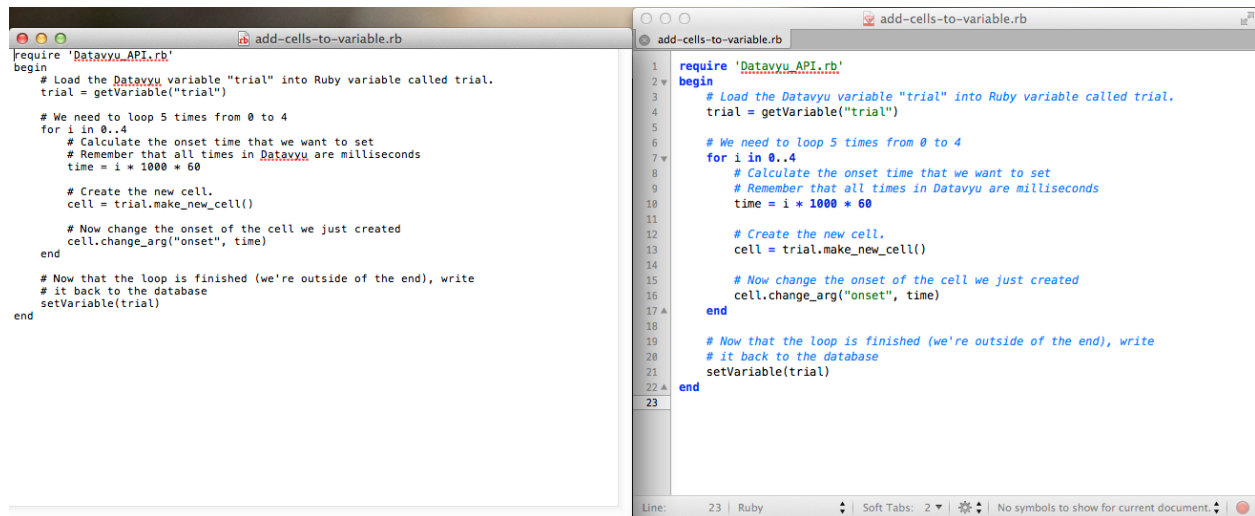 add-cells-to-variable.rb
require 'Datavyu_API.rb'
begin
    # Load the Datavyu variable "trial" into Ruby variable called trial.
    trial = getVariable("trial")

    # We need to loop 5 times from 0 to 4
    for i in 0..4
        # Calculate the onset time that we want to set
        # Remember that all times in Datavyu are milliseconds
        time = i * 1000 * 60

        # Create the new cell.
        cell = trial.make_new_cell()

        # Now change the onset of the cell we just created
        cell.change_arg("onset", time)
    end

    # Now that the loop is finished (we're outside of the end), write
    # it back to the database
    setVariable(trial)
end
add-cells-to-variable.rb
add-cells-to-variable.rb
1 require 'Datavyu_API.rb'
2 begin
3     # Load the Datavyu variable "trial" into Ruby variable called trial.
4     trial = getVariable("trial")
5
6     # We need to loop 5 times from 0 to 4
7     for i in 0..4
8         # Calculate the onset time that we want to set
9         # Remember that all times in Datavyu are milliseconds
10         time = i * 1000 * 60
11
12         # Create the new cell.
13         cell = trial.make_new_cell()
14
15         # Now change the onset of the cell we just created
16         cell.change_arg("onset", time)
17     end
18
19     # Now that the loop is finished (we're outside of the end), write
20     # it back to the database
21     setVariable(trial)
22 end
23
Line: 23 Ruby Soft Tabs: 2 No symbols to show for current document.